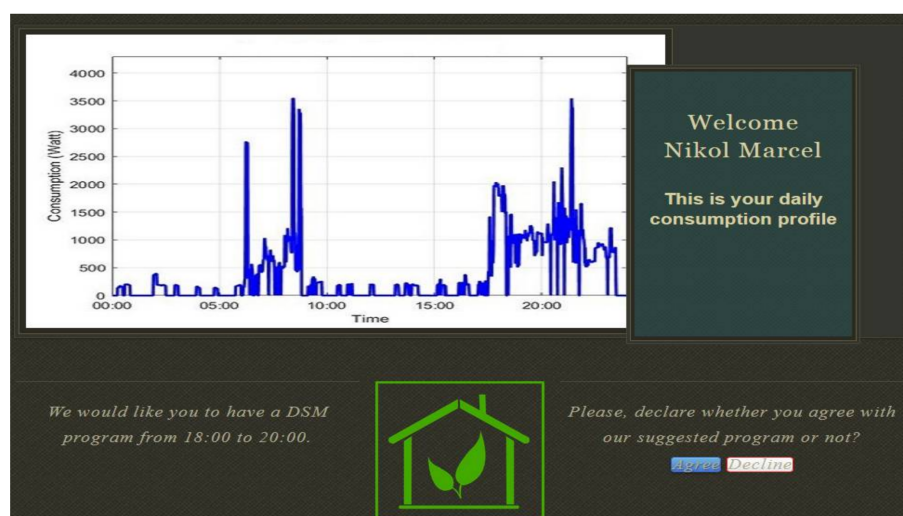 4000
3500
3000
2500
2000
1500
1000
500
0
Consumption (Watt)
00:00 05:00 10:00 15:00 20:00
Time
Welcome
Nikol Marcel
This is your daily
consumption profile
We would like you to have a DSM
program from 18:00 to 20:00.
Please, declare whether you agree with
our suggested program or not?
Agree Decline